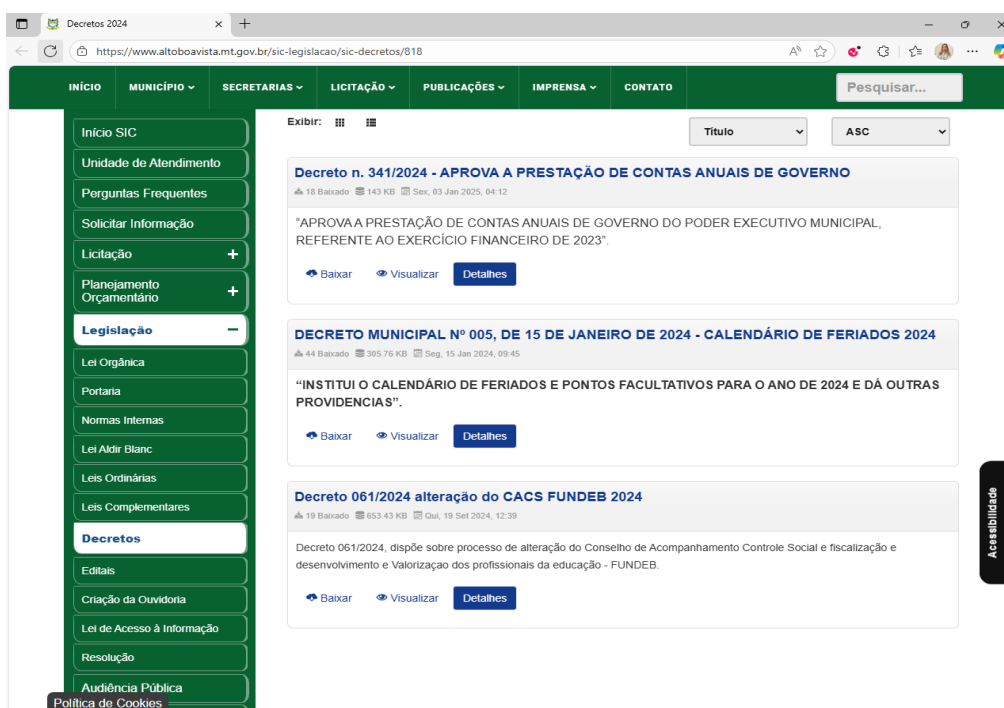 Decretos 2024
https://www.altoboavista.mt.gov.br/sic-legislacao/sic-decretos/818
INÍCIO MUNICÍPIO SECRETARIAS LICITAÇÃO PUBLICAÇÕES IMPRENSA CONTATO Pesquisar...
Início SIC
Unidade de Atendimento
Perguntas Frequentes
Solicitar Informação
Licitação +
Planejamento
Orçamentário +
Legislação −
Lei Orgânica
Portaria
Normas Internas
Lei Aldir Blanc
Leis Ordinárias
Leis Complementares
Decretos
Editais
Criação da Ouvidoria
Lei de Acesso à Informação
Resolução
Audiência Pública
Política de Cookies
Exibir:
Título ASC
Decreto n. 341/2024 - APROVA A PRESTAÇÃO DE CONTAS ANUAIS DE GOVERNO
18 Baixado 143 KB Sex, 03 Jan 2025, 04:12
“APROVA A PRESTAÇÃO DE CONTAS ANUAIS DE GOVERNO DO PODER EXECUTIVO MUNICIPAL,
REFERENTE AO EXERCÍCIO FINANCEIRO DE 2023”.
Baixar Visualizar Detalhes
DECRETO MUNICIPAL Nº 005, DE 15 DE JANEIRO DE 2024 - CALENDÁRIO DE FERIADOS 2024
44 Baixado 305.76 KB Seg, 15 Jan 2024, 09:45
“INSTITUI O CALENDÁRIO DE FERIADOS E PONTOS FACULTATIVOS PARA O ANO DE 2024 E DÁ OUTRAS
PROVIDENCIAS”.
Baixar Visualizar Detalhes
Decreto 061/2024 alteração do CACS FUNDEB 2024
19 Baixado 653.43 KB Qui, 19 Set 2024, 12:39
Decreto 061/2024, dispõe sobre processo de alteração do Conselho de Acompanhamento Controle Social e fiscalização e
desenvolvimento e Valorizaçao dos profissionais da educação - FUNDEB.
Baixar Visualizar Detalhes
Acessibilidade